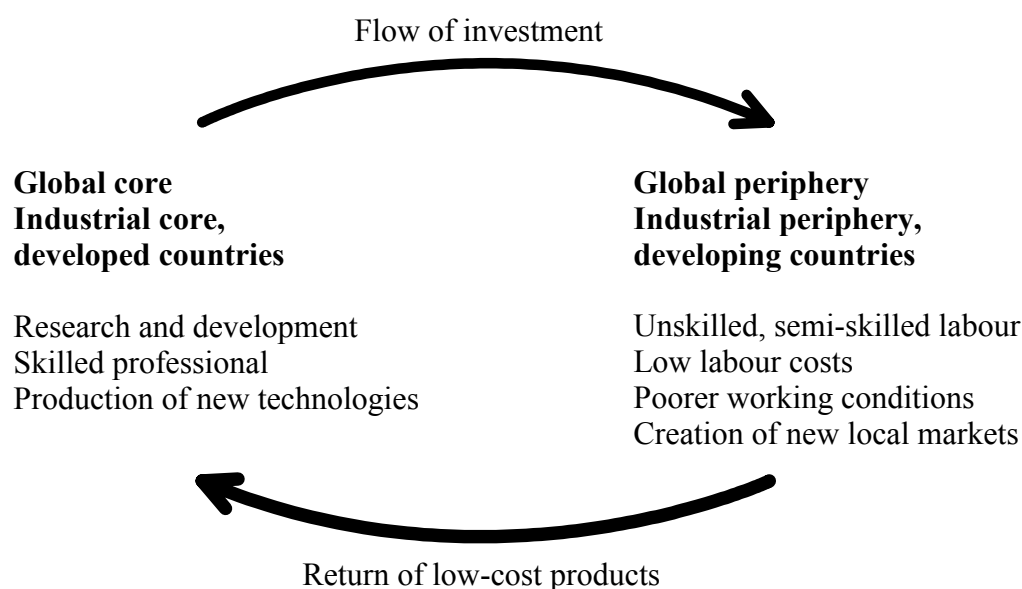 Flow of investment
Global core
Industrial core,
developed countries
Research and development
Skilled professional
Production of new technologies
Global periphery
Industrial periphery,
developing countries
Unskilled, semi-skilled labour
Low labour costs
Poorer working conditions
Creation of new local markets
Return of low-cost products